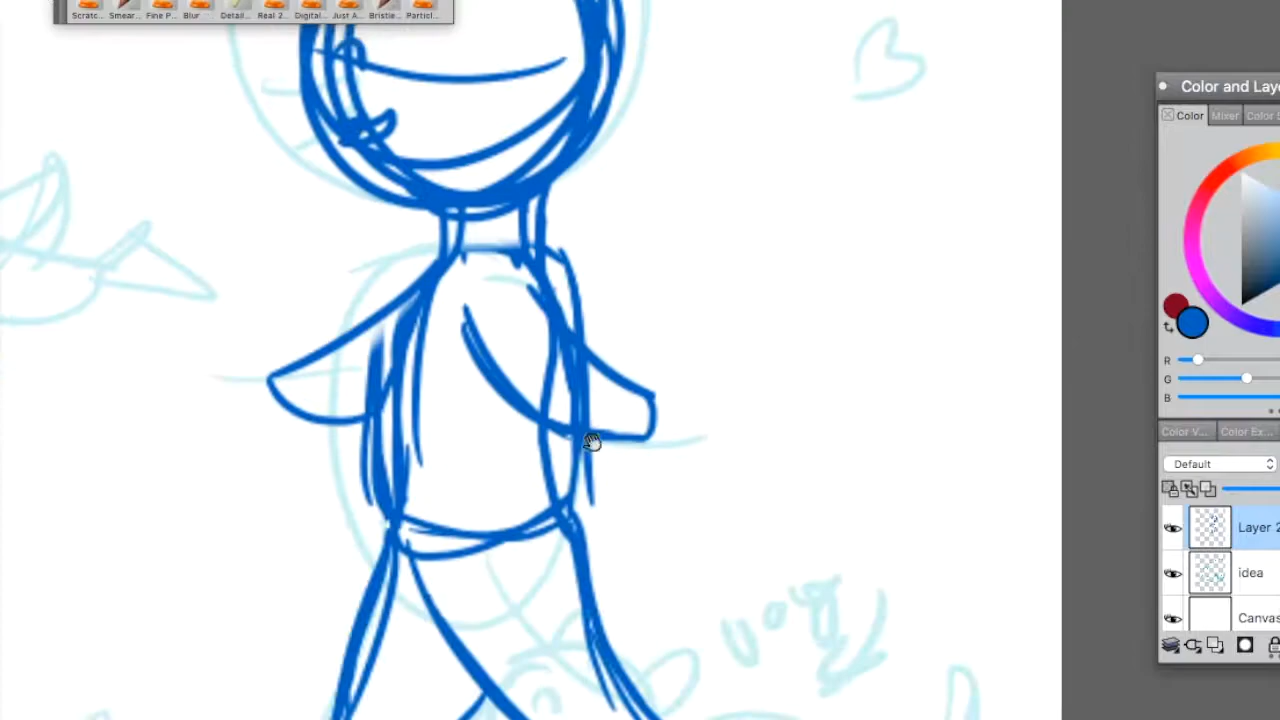 Scratc... Smear... Fine P... Blur Detail... Real 2... Digital... Just A... Bristle... Particl...
Color and Laye
Color Mixer Color S
R
G
B
Color V... Color Ex...
Default
Layer 2
idea
Canvas